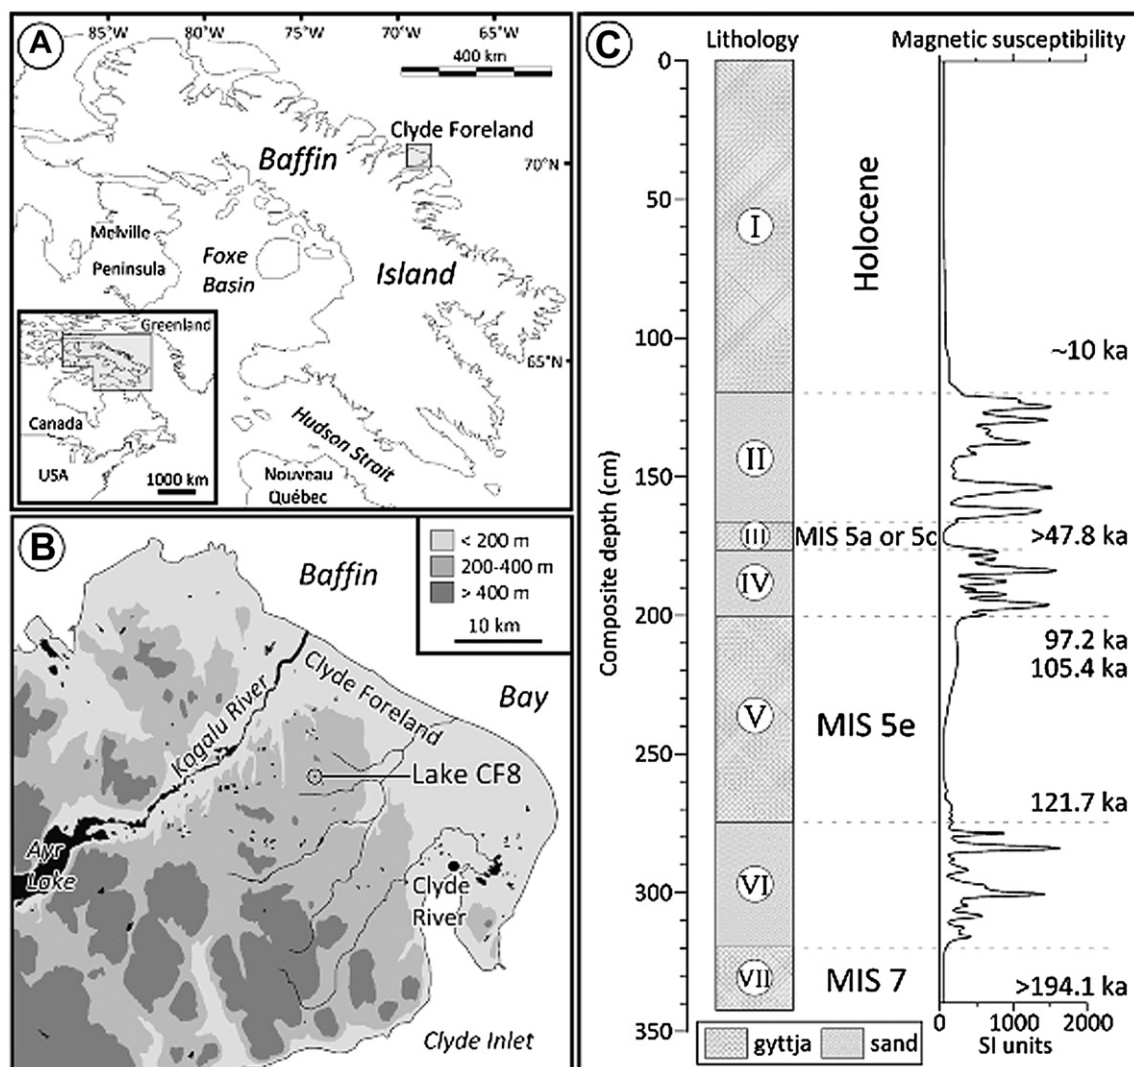 A
85°W
80°W
75°W
70°W
65°W
400 km
Clyde Foreland
Baffin
70°N
Melville
Peninsula
Foxe
Basin
Island
Greenland
65°N
Canada
USA
1000 km
Hudson Strait
Nouveau
Québec
B
< 200 m
200-400 m
> 400 m
10 km
Baffin
Bay
Kogalu River
Clyde Foreland
Lake CF8
Ayr
Lake
Clyde
River
Clyde Inlet
C
Lithology
Magnetic susceptibility
0
1000
2000
0
50
100
150
200
250
300
350
Composite depth (cm)
I
Holocene
~10 ka
II
III
MIS 5a or 5c
>47.8 ka
IV
97.2 ka
105.4 ka
V
MIS 5e
121.7 ka
VI
VII
MIS 7
>194.1 ka
0
1000
2000
SI units
gyttja
sand